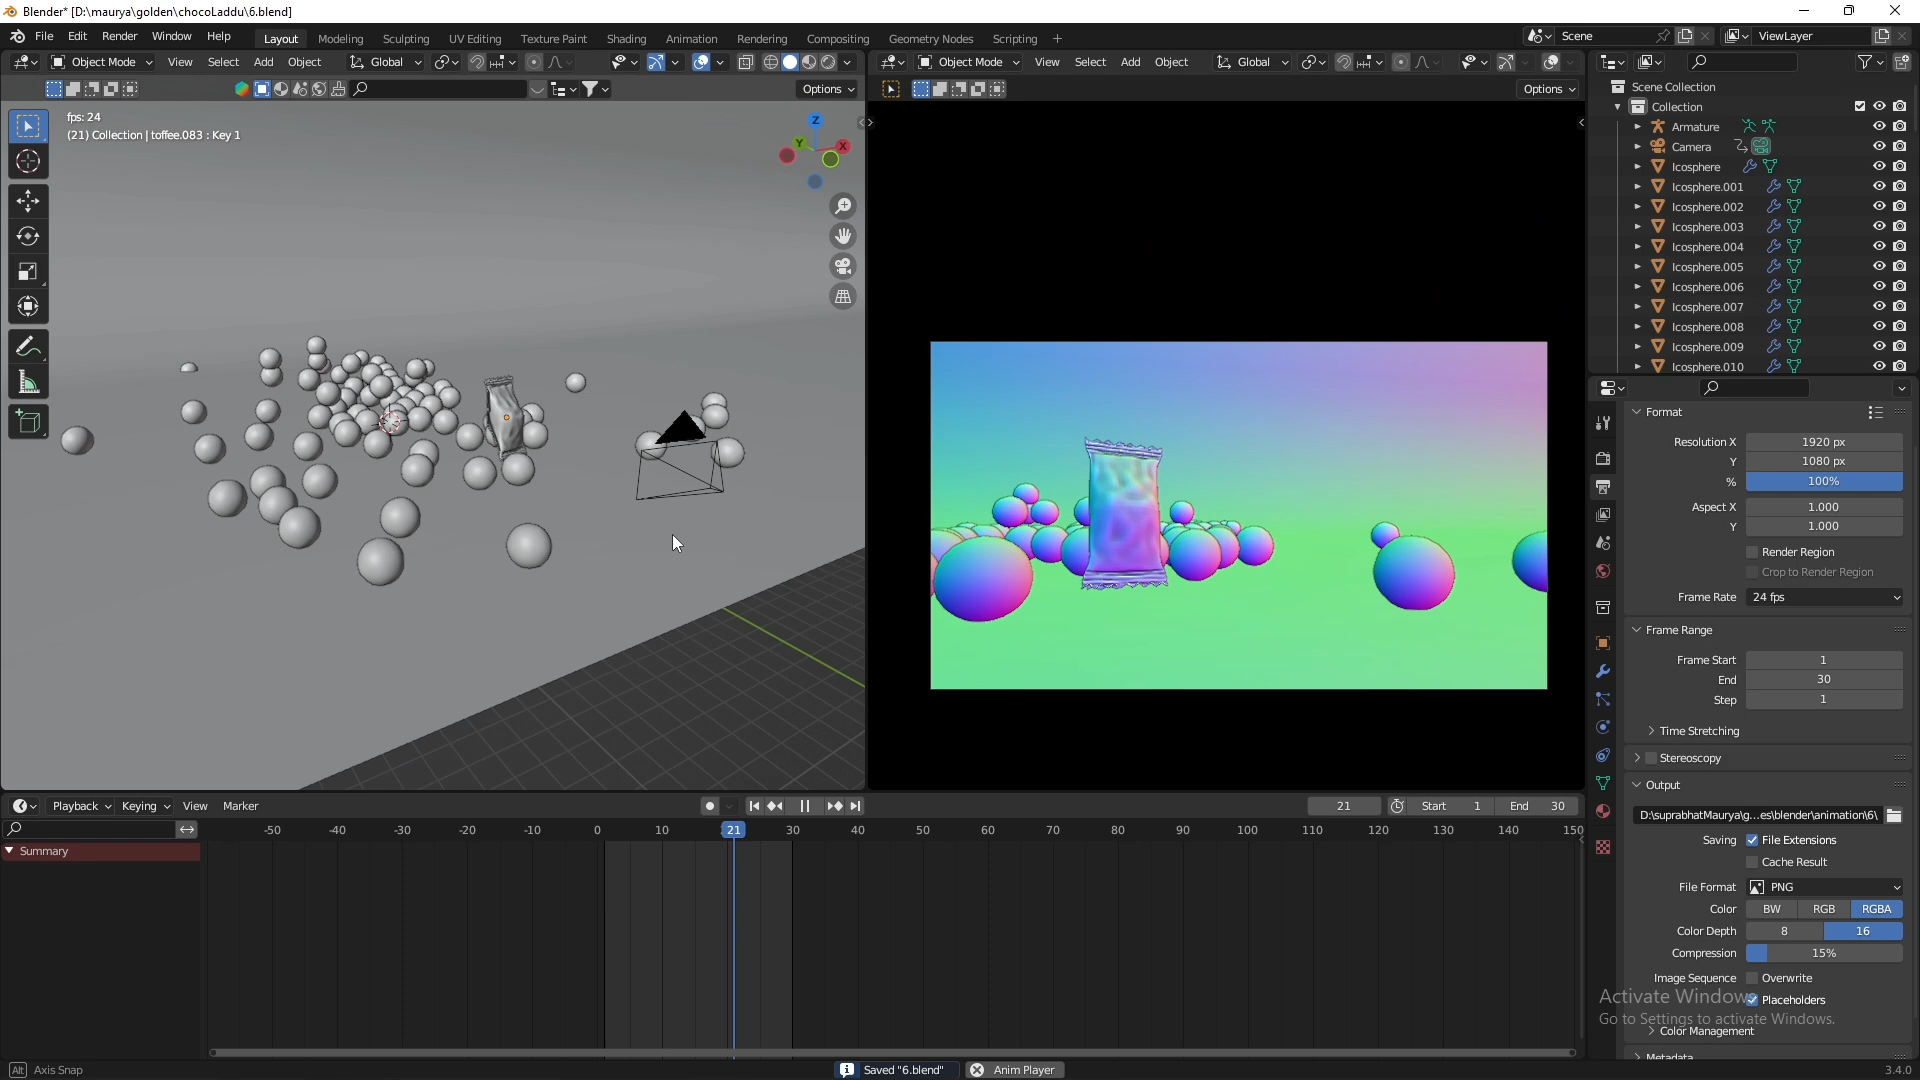 Blender* [D:\maurya\golden\chocoLaddu\6.blend]
File Edit Render Window Help Layout Modeling Sculpting UV Editing Texture Paint Shading Animation Rendering Compositing Geometry Nodes Scripting + Scene ViewLayer
Object Mode View Select Add Object Global Object Mode View Select Add Object Global
Options Options
fps: 24
(21) Collection | toffee.083 : Key 1
Z
Y
X
Scene Collection
Collection
Armature
Camera
Icosphere
Icosphere.001
Icosphere.002
Icosphere.003
Icosphere.004
Icosphere.005
Icosphere.006
Icosphere.007
Icosphere.008
Icosphere.009
Icosphere.010
Format
Resolution X 1920 px
Y 1080 px
% 100%
Aspect X 1.000
Y 1.000
Render Region
Crop to Render Region
Frame Rate 24 fps
Frame Range
Frame Start 1
End 30
Step 1
Time Stretching
Stereoscopy
Output
D:\suprabhatMaurya\g...es\blender\animation\6\
Saving File Extensions
Cache Result
File Format PNG
Color BW RGB RGBA
Color Depth 8 16
Compression 15%
Image Sequence Overwrite
Placeholders
Color Management
Metadata
Activate Windows
Go to Settings to activate Windows.
Playback Keying View Marker 21 Start 1 End 30
-50 -40 -30 -20 -10 0 10 21 30 40 50 60 70 80 90 100 110 120 130 140 150
Summary
Alt Axis Snap Saved "6.blend" Anim Player 3.4.0